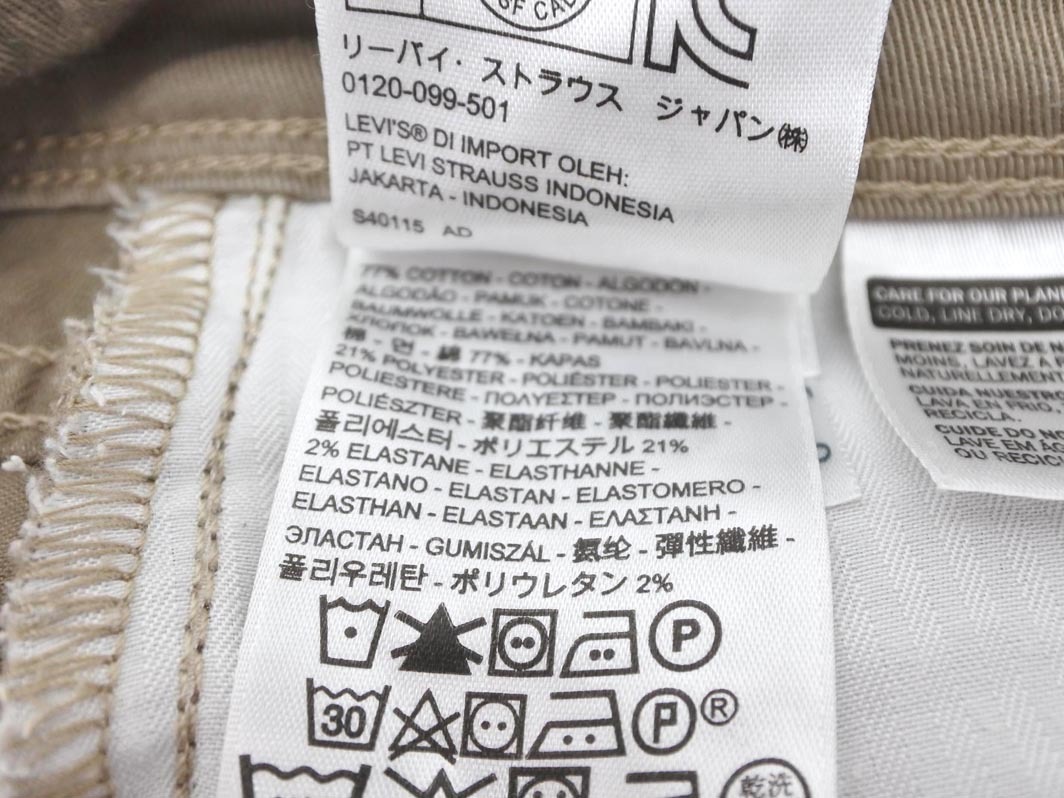 OF CAL
リーバイ・ストラウス ジャパン㈱
0120-099-501
LEVI'S® DI IMPORT OLEH:
PT LEVI STRAUSS INDONESIA
JAKARTA - INDONESIA
S40115 AD
77% COTTON - COTON - ALGODON -
ALGODÃO - PAMUK - COTONE -
BAUMWOLLE - KATOEN - ΒΑΜΒΑΚΙ -
ХЛОПОК - BAWEŁNA - PAMUT - BAVLNA -
棉 - 면 - 綿 77% - KAPAS
21% POLYESTER - POLIÉSTER - POLIESTER -
POLIESTERE - ΠΟΛΥΕΣΤΕΡ - ПОЛИЭСТЕР -
POLIÉSZTER - 聚酯纤维 - 聚酯纖維 -
폴리에스터 - ポリエステル 21%
2% ELASTANE - ELASTHANNE -
ELASTANO - ELASTAN - ELASTOMERO -
ELASTHAN - ELASTAAN - ΕΛΑΣΤΑΝΗ -
ЭЛАСТАН - GUMISZÁL - 氨纶 - 彈性纖維 -
폴리우레탄 - ポリウレタン 2%
P
30
P ®
乾洗
CARE FOR OUR PLAN
COLD, LINE DRY, D
PRENEZ SOIN DE N
MOINS, LAVEZ À
NATURELLEMENT
CUIDA NUESTR
LAVA EN FRIO
RECICLA.
CUIDE DO N
LAVE EM ÁG
OU RECIC